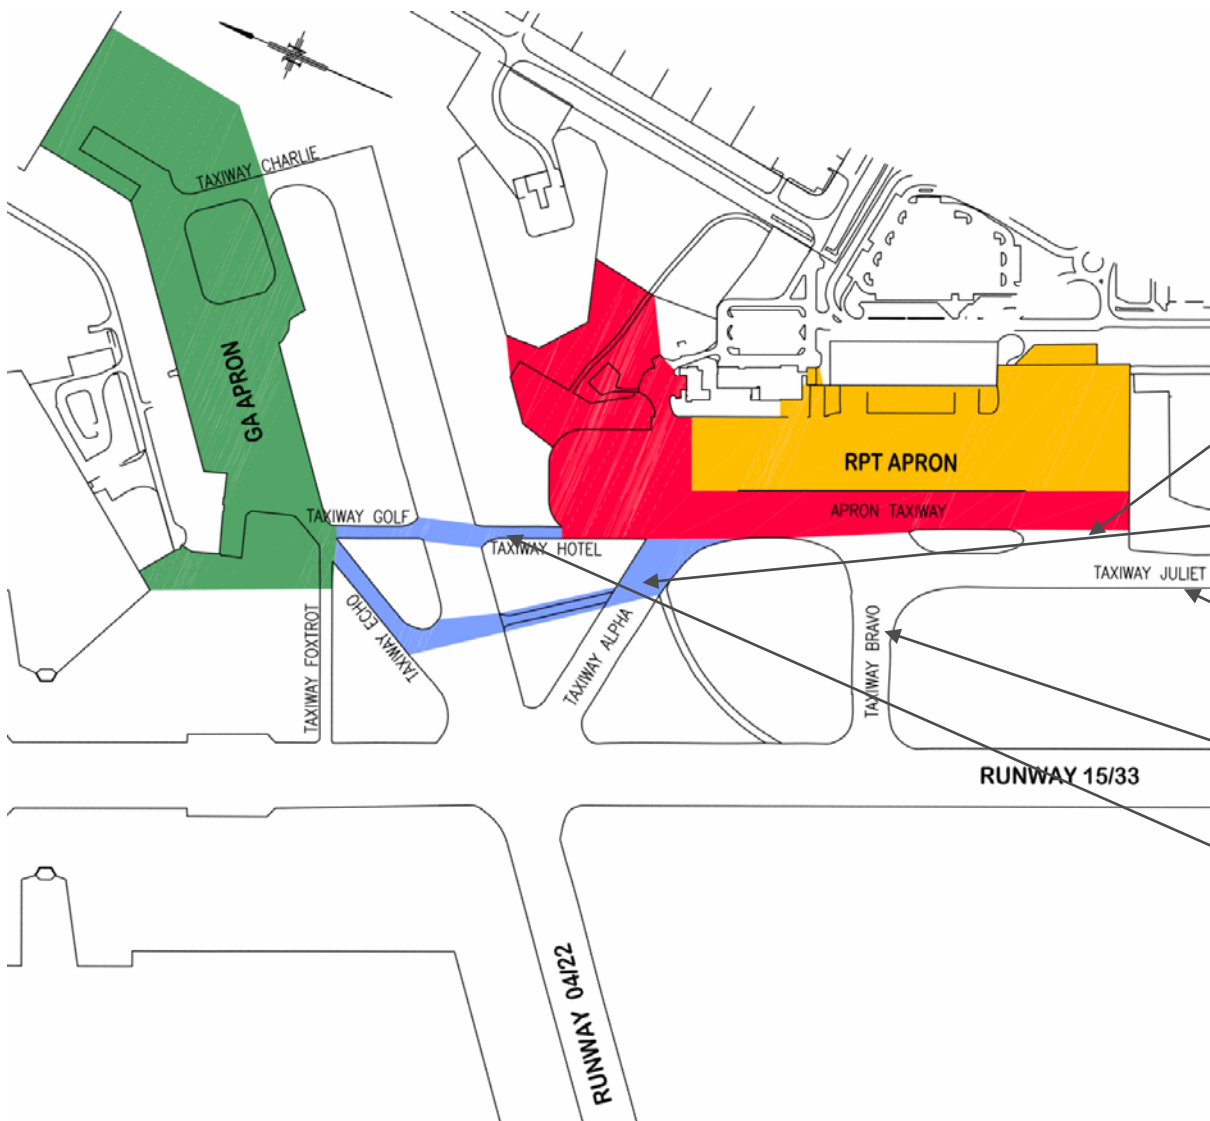 TAXIWAY CHARLIE
GA APRON
RPT APRON
TAXIWAY GOLF
APRON TAXIWAY
TAXIWAY HOTEL
TAXIWAY JULIET
TAXIWAY ECHO
TAXIWAY FOXTROT
TAXIWAY ALPHA
TAXIWAY BRAVO
RUNWAY 15/33
RUNWAY 04/22